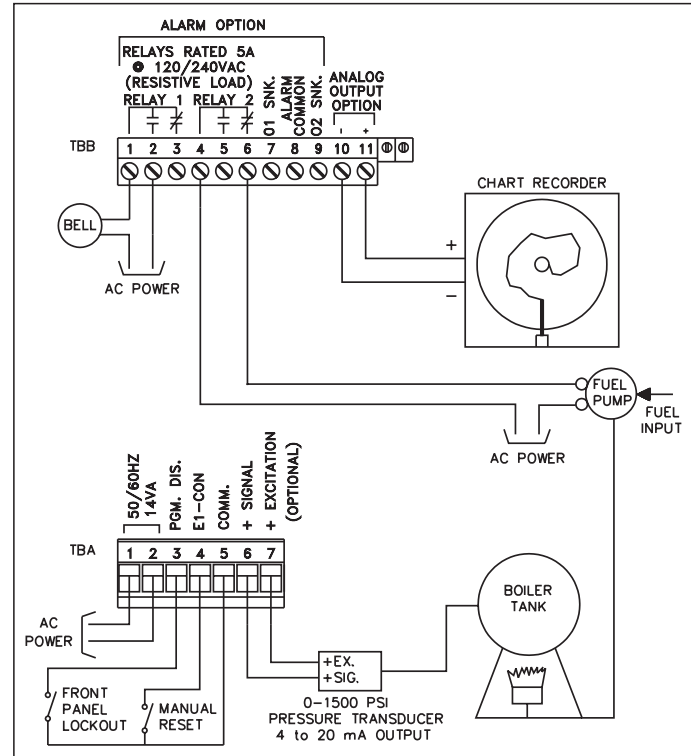 ALARM OPTION
RELAYS RATED 5A
@ 120/240VAC
(RESISTIVE LOAD)
RELAY 1 RELAY 2
O1 SNK.
ALARM
COMMON
O2 SNK.
ANALOG
OUTPUT
OPTION
- +
TBB 1 2 3 4 5 6 7 8 9 10 11
BELL
AC POWER
CHART RECORDER
+
-
FUEL
PUMP
FUEL
INPUT
AC POWER
50/60HZ
14VA
PGM. DIS.
E1-CON
COMM.
+ SIGNAL
+ EXCITATION
(OPTIONAL)
TBA 1 2 3 4 5 6 7
AC
POWER
FRONT
PANEL
LOCKOUT
MANUAL
RESET
+EX.
+SIG.
0-1500 PSI
PRESSURE TRANSDUCER
4 to 20 mA OUTPUT
BOILER
TANK